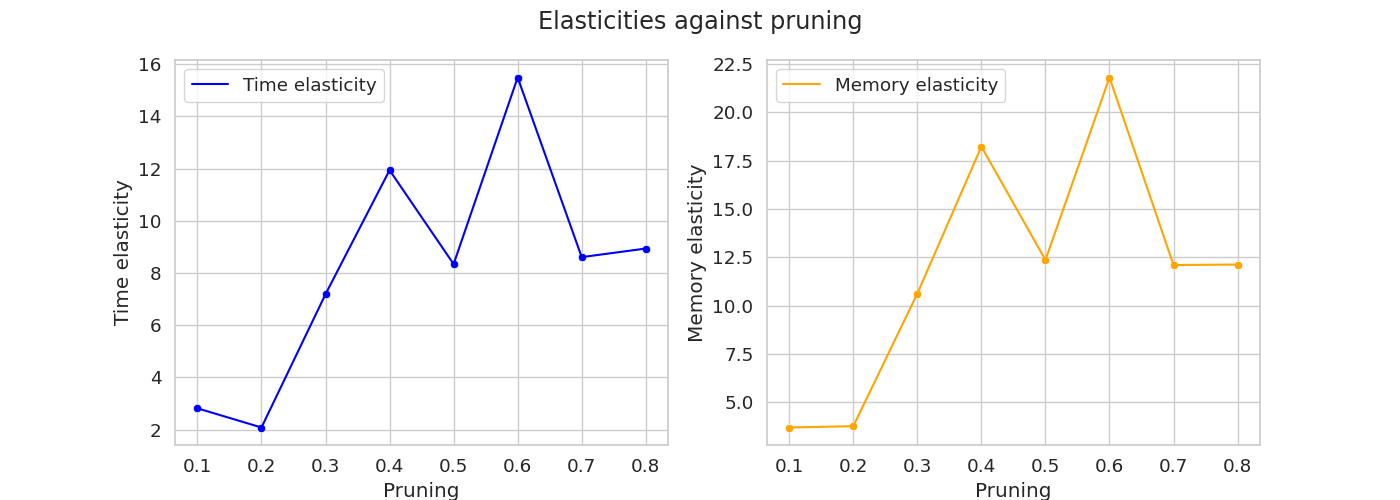 Elasticities against pruning
Time elasticity
Time elasticity
16
14
12
10
8
6
4
2
0.1 0.2 0.3 0.4 0.5 0.6 0.7 0.8
Pruning
Memory elasticity
Memory elasticity
22.5
20.0
17.5
15.0
12.5
10.0
7.5
5.0
0.1 0.2 0.3 0.4 0.5 0.6 0.7 0.8
Pruning